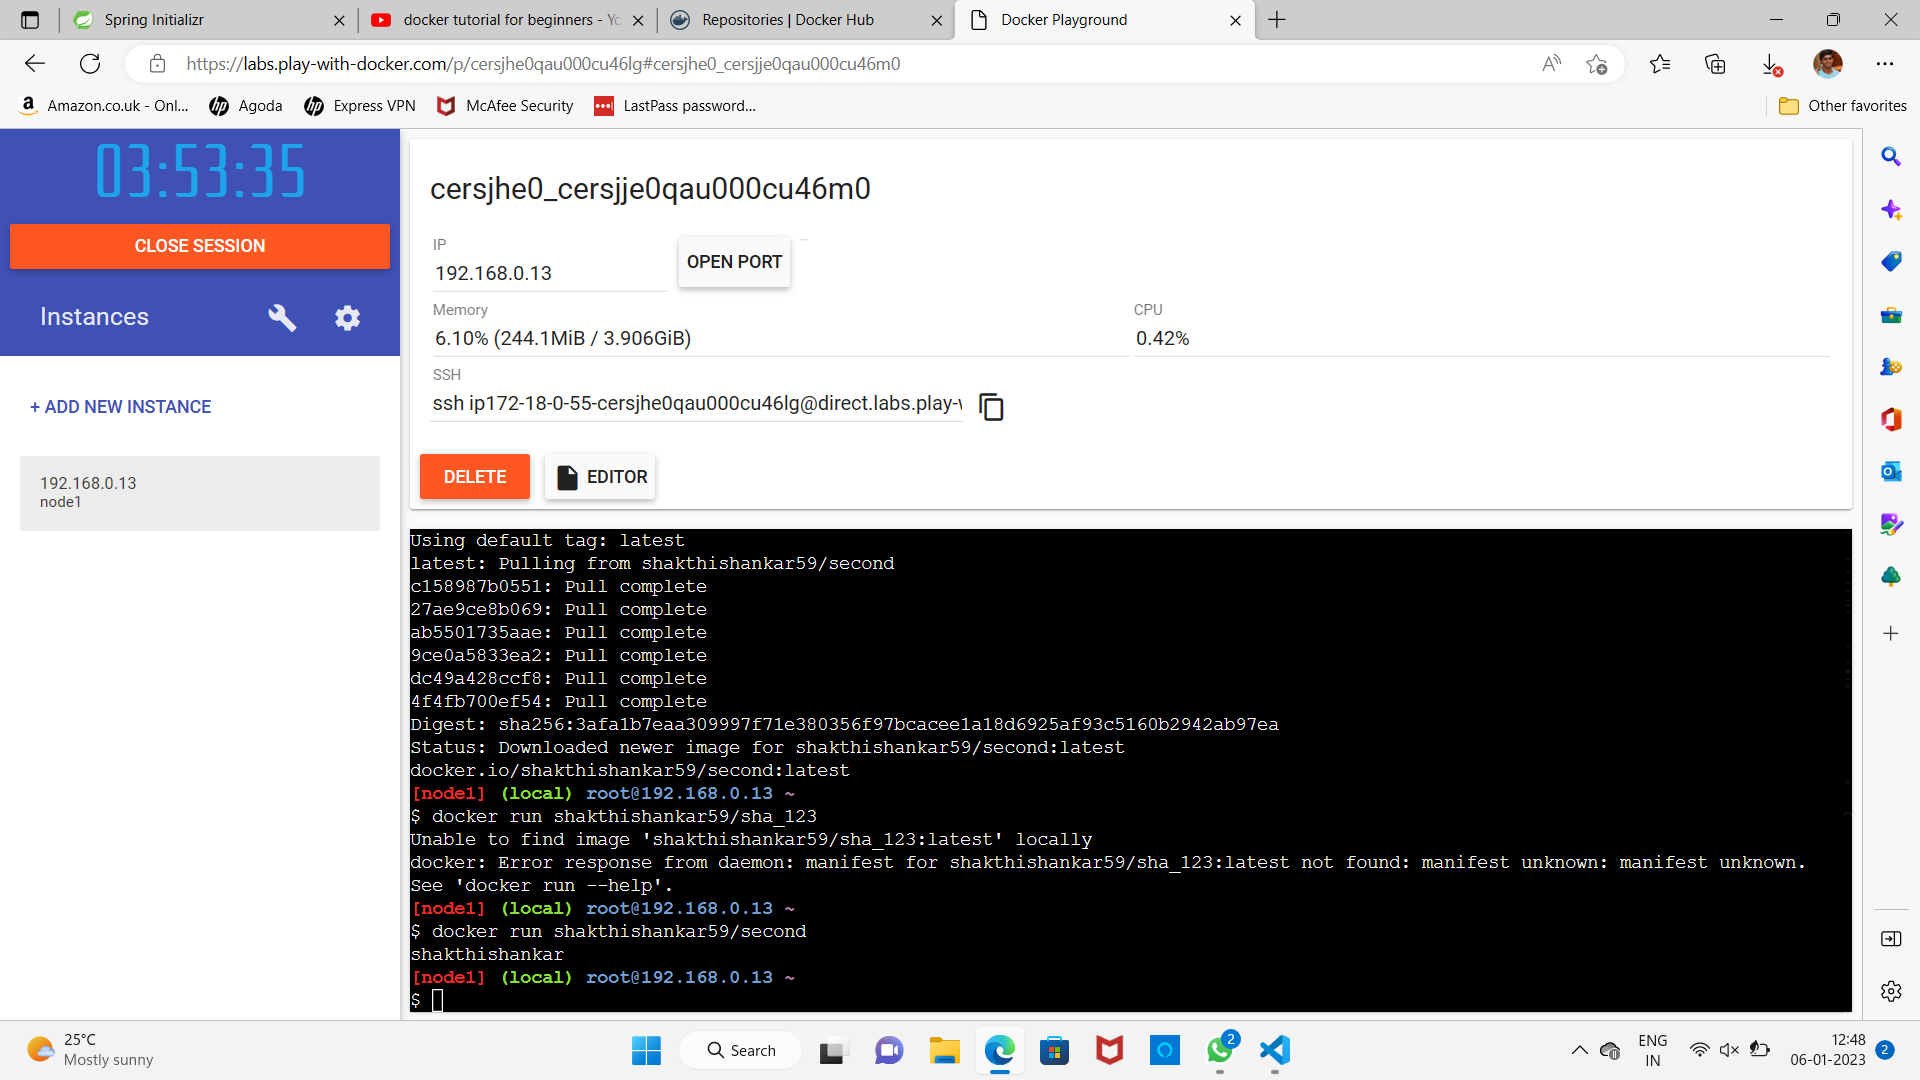 Spring Initializr
docker tutorial for beginners - Yo
Repositories | Docker Hub
Docker Playground
https://labs.play-with-docker.com/p/cersjhe0qau000cu46lg#cersjhe0_cersjje0qau000cu46m0
Amazon.co.uk - Onl...
Agoda
Express VPN
McAfee Security
LastPass password...
Other favorites
03:53:35
CLOSE SESSION
Instances
+ ADD NEW INSTANCE
192.168.0.13
node1
cersjhe0_cersjje0qau000cu46m0
IP
192.168.0.13
OPEN PORT
Memory
6.10% (244.1MiB / 3.906GiB)
CPU
0.42%
SSH
ssh ip172-18-0-55-cersjhe0qau000cu46lg@direct.labs.play-w
DELETE
EDITOR
Using default tag: latest
latest: Pulling from shakthishankar59/second
c158987b0551: Pull complete
27ae9ce8b069: Pull complete
ab5501735aae: Pull complete
9ce0a5833ea2: Pull complete
dc49a428ccf8: Pull complete
4f4fb700ef54: Pull complete
Digest: sha256:3afa1b7eaa309997f71e380356f97bcacee1a18d6925af93c5160b2942ab97ea
Status: Downloaded newer image for shakthishankar59/second:latest
docker.io/shakthishankar59/second:latest
[node1] (local) root@192.168.0.13 ~
$ docker run shakthishankar59/sha_123
Unable to find image 'shakthishankar59/sha_123:latest' locally
docker: Error response from daemon: manifest for shakthishankar59/sha_123:latest not found: manifest unknown: manifest unknown.
See 'docker run --help'.
[node1] (local) root@192.168.0.13 ~
$ docker run shakthishankar59/second
shakthishankar
[node1] (local) root@192.168.0.13 ~
$
25°C
Mostly sunny
Search
2
ENG
IN
12:48
06-01-2023
2